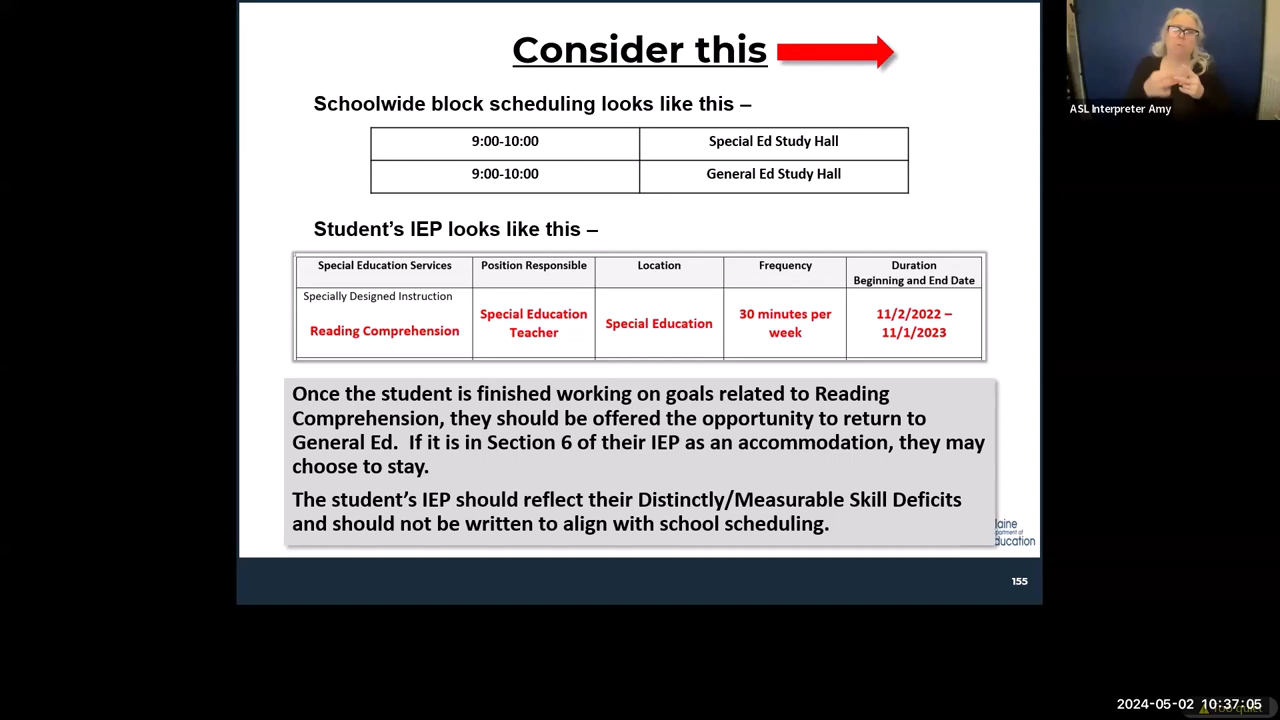 Consider this
ASL Interpreter Amy
Schoolwide block scheduling looks like this –
9:00-10:00 Special Ed Study Hall
9:00-10:00 General Ed Study Hall
Student's IEP looks like this –
Special Education Services Position Responsible Location Frequency Duration
Beginning and End Date
Specially Designed Instruction
Reading Comprehension Special Education Teacher Special Education 30 minutes per week 11/2/2022 – 11/1/2023
Once the student is finished working on goals related to Reading
Comprehension, they should be offered the opportunity to return to
General Ed. If it is in Section 6 of their IEP as an accommodation, they may
choose to stay.
The student's IEP should reflect their Distinctly/Measurable Skill Deficits
and should not be written to align with school scheduling.
155
2024-05-02 10:37:05